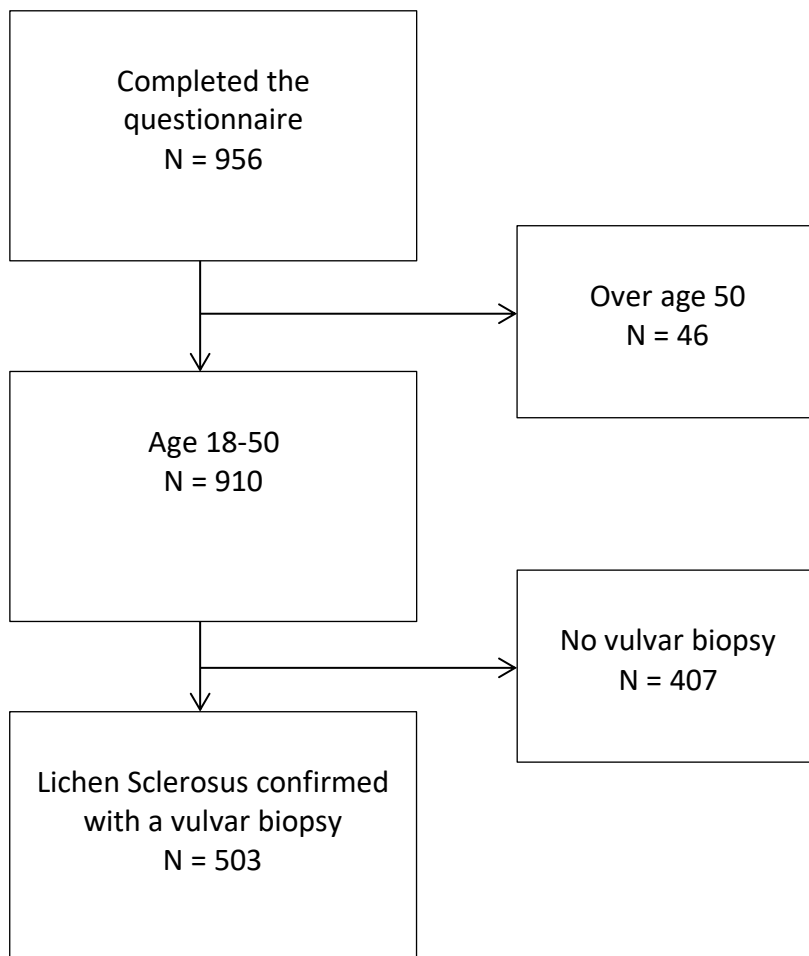 Completed the
questionnaire
N = 956
Over age 50
N = 46
Age 18-50
N = 910
No vulvar biopsy
N = 407
Lichen Sclerosus confirmed
with a vulvar biopsy
N = 503